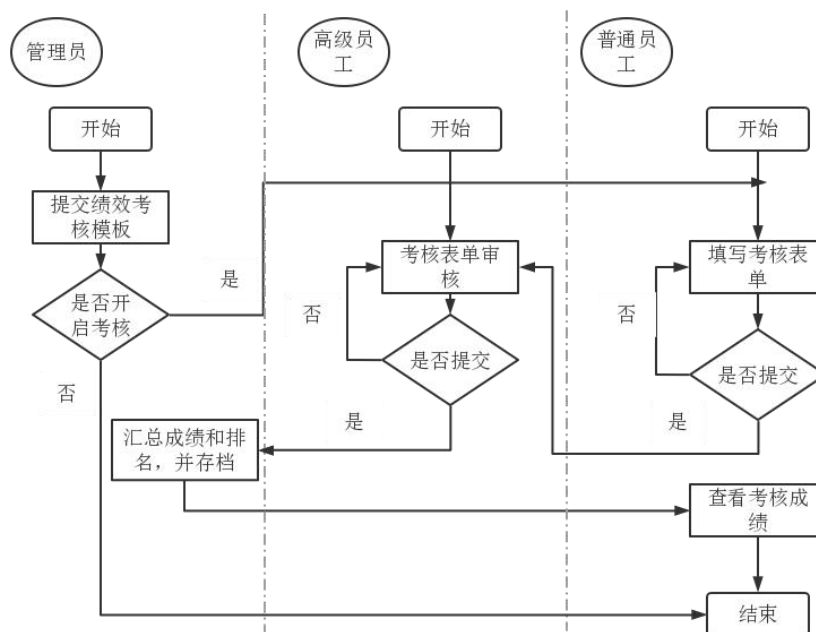 管理员
高级员
工
普通员
工
开始
开始
开始
提交绩效考
核模板
考核表单审
核
填写考核表
单
是
是否开
启考核
否
否
是否提交
是否提交
否
是
是
汇总成绩和排
名，并存档
查看考核成
绩
结束